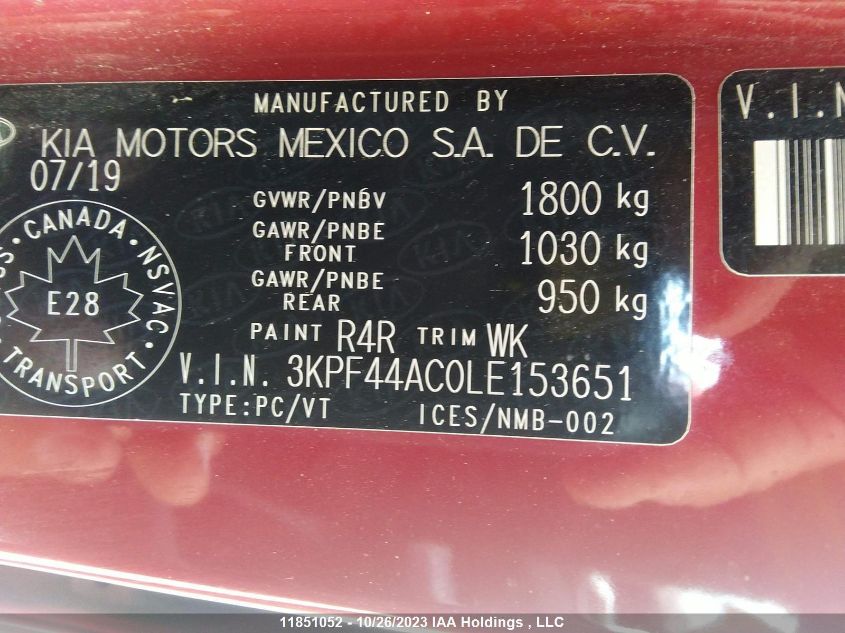 MANUFACTURED BY
KIA MOTORS MEXICO S.A. DE C.V.
07/19
GVWR/PNBV 1800 kg
GAWR/PNBE FRONT 1030 kg
GAWR/PNBE REAR 950 kg
PAINT R4R TRIM WK
V.I.N. 3KPF44AC0LE153651
TYPE:PC/VT ICES/NMB-002
CANADA • NSVAC • TRANSPORT •
E28
V.I.N
11851052 - 10/26/2023 IAA Holdings , LLC